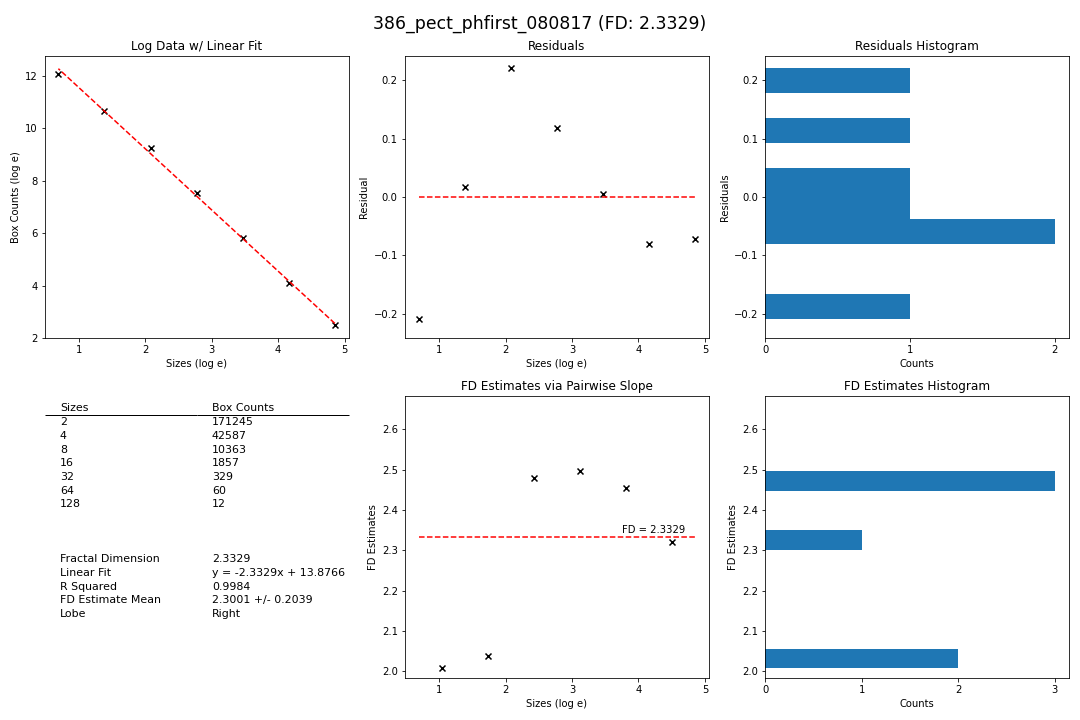 386_pect_phfirst_080817 (FD: 2.3329)
Log Data w/ Linear Fit
Box Counts (log e)
12
10
8
6
4
2
1 2 3 4 5
Sizes (log e)
Residuals
Residual
0.2
0.1
0.0
−0.1
−0.2
1 2 3 4 5
Sizes (log e)
Residuals Histogram
Residuals
0.2
0.1
0.0
−0.1
−0.2
0 1 2
Counts
Sizes Box Counts
2 171245
4 42587
8 10363
16 1857
32 329
64 60
128 12
Fractal Dimension 2.3329
Linear Fit y = -2.3329x + 13.8766
R Squared 0.9984
FD Estimate Mean 2.3001 +/- 0.2039
Lobe Right
FD Estimates via Pairwise Slope
FD Estimates
2.6
2.5
2.4
2.3
2.2
2.1
2.0
FD = 2.3329
1 2 3 4 5
Sizes (log e)
FD Estimates Histogram
FD Estimates
2.6
2.5
2.4
2.3
2.2
2.1
2.0
0 1 2 3
Counts